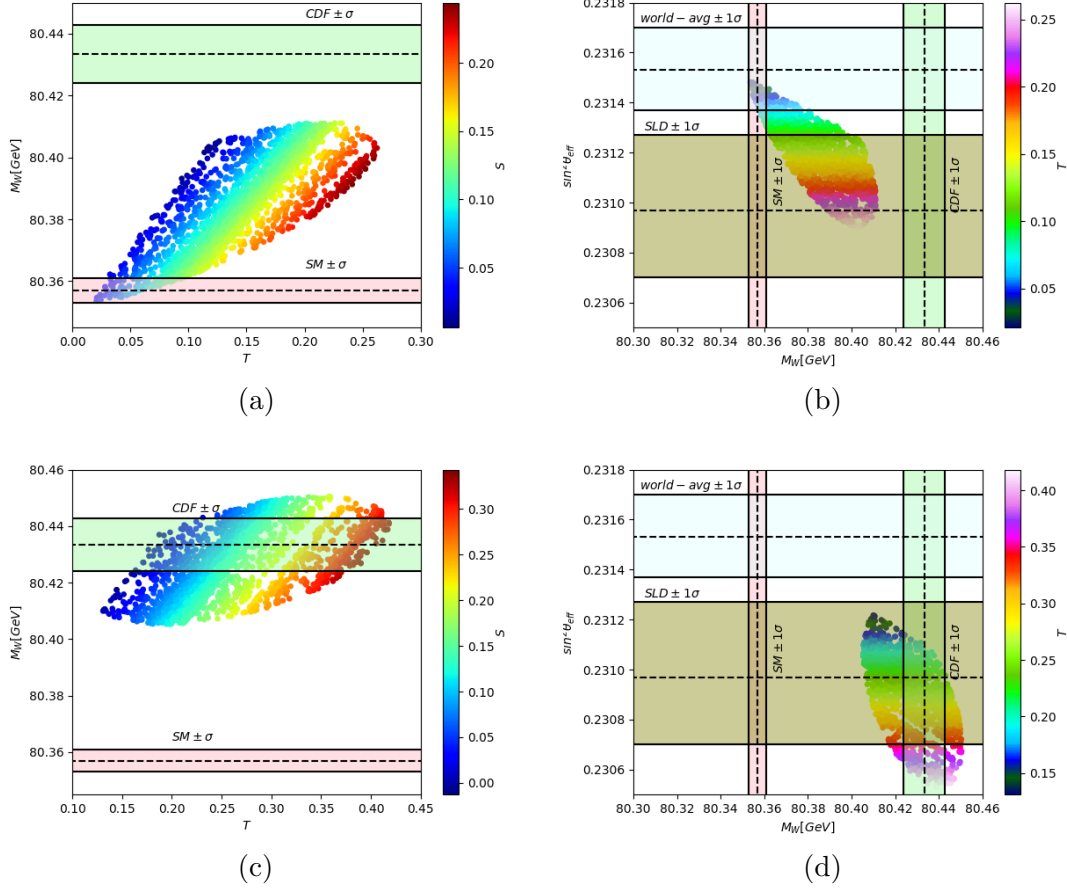 CDF ± σ
SM ± σ
80.44
80.42
80.40
80.38
80.36
M_W[GeV]
0.00 0.05 0.10 0.15 0.20 0.25 0.30
T
0.20
0.15
0.10
0.05
S
(a)
world − avg ± 1σ
SLD ± 1σ
SM ± 1σ
CDF ± 1σ
0.2318
0.2316
0.2314
0.2312
0.2310
0.2308
0.2306
80.30 80.32 80.34 80.36 80.38 80.40 80.42 80.44 80.46
M_W[GeV]
0.25
0.20
0.15
0.10
0.05
T
(b)
CDF ± σ
SM ± σ
80.46
80.44
80.42
80.40
80.38
80.36
M_W[GeV]
0.10 0.15 0.20 0.25 0.30 0.35 0.40 0.45
T
0.30
0.25
0.20
0.15
0.10
0.05
0.00
S
(c)
world − avg ± 1σ
SLD ± 1σ
SM ± 1σ
CDF ± 1σ
0.2318
0.2316
0.2314
0.2312
0.2310
0.2308
0.2306
80.30 80.32 80.34 80.36 80.38 80.40 80.42 80.44 80.46
M_W[GeV]
0.40
0.35
0.30
0.25
0.20
0.15
T
(d)